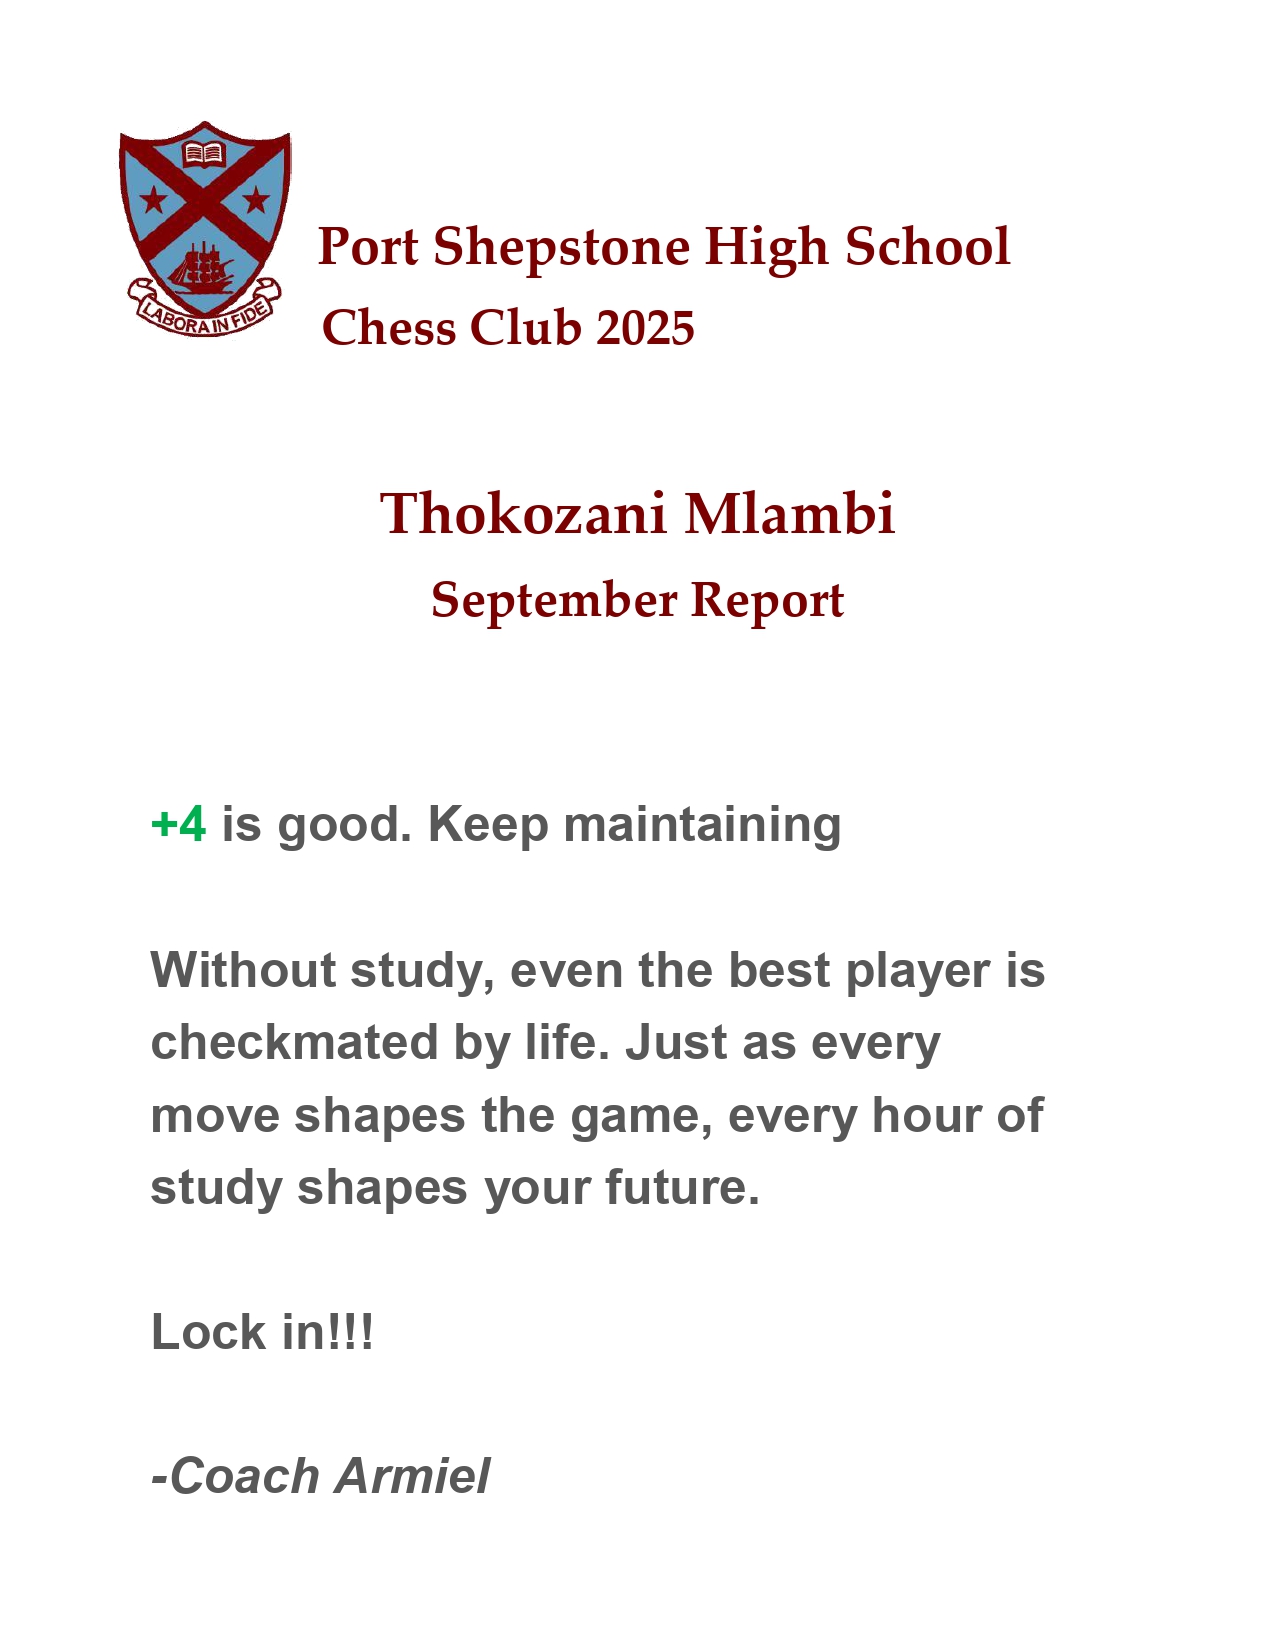 LABORA IN FIDE
Port Shepstone High School
Chess Club 2025
Thokozani Mlambi
September Report
+4 is good. Keep maintaining
Without study, even the best player is
checkmated by life. Just as every
move shapes the game, every hour of
study shapes your future.
Lock in!!!
-Coach Armiel